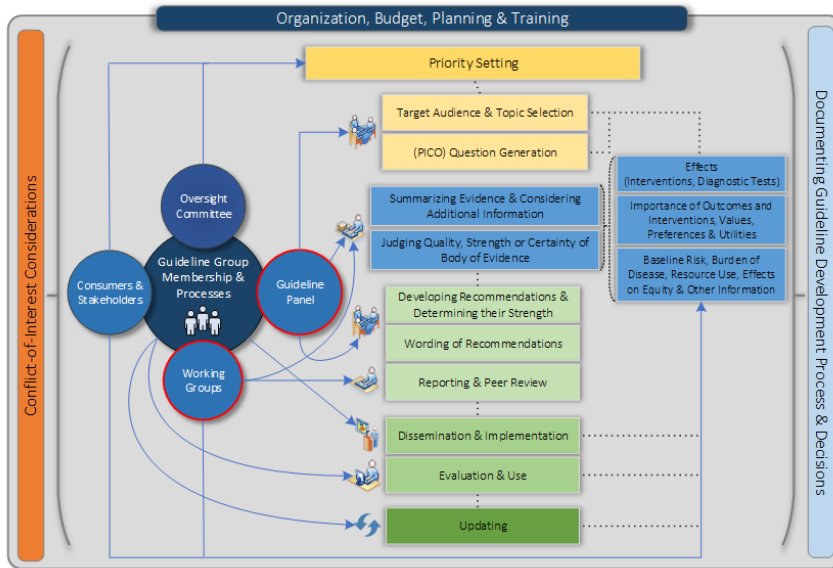 Organization, Budget, Planning & Training
Conflict-of-Interest Considerations
Documenting Guideline Development Process & Decisions
Priority Setting
Target Audience & Topic Selection
(PICO) Question Generation
Oversight
Committee
Guideline Group
Membership &
Processes
Consumers &
Stakeholders
Guideline
Panel
Working
Groups
Summarizing Evidence & Considering
Additional Information
Judging Quality, Strength or Certainty of
Body of Evidence
Effects
(Interventions, Diagnostic Tests)
Importance of Outcomes and
Interventions, Values,
Preferences & Utilities
Baseline Risk, Burden of
Disease, Resource Use, Effects
on Equity & Other Information
Developing Recommendations &
Determining their Strength
Wording of Recommendations
Reporting & Peer Review
Dissemination & Implementation
Evaluation & Use
Updating